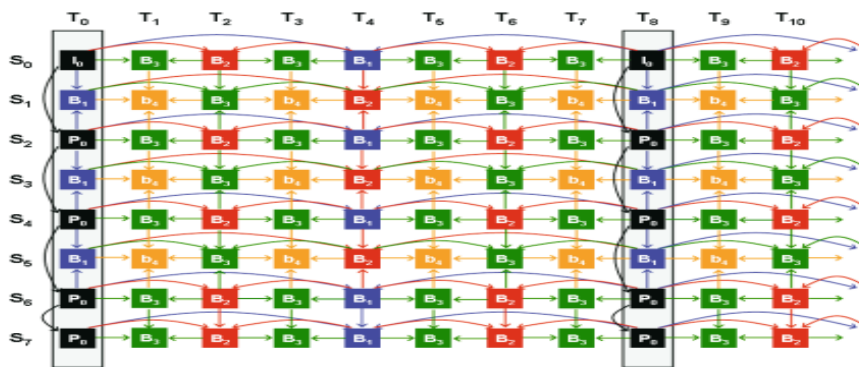 T0 T1 T2 T3 T4 T5 T6 T7 T8 T9 T10
S0 I0 B3 B2 B3 B1 B3 B2 B3 I0 B3 B2
S1 B1 b4 B3 b4 B2 b4 B3 b4 B1 b4 B3
S2 P0 B3 B2 B3 B1 B3 B2 B3 P0 B3 B2
S3 B1 b4 B3 b4 B2 b4 B3 b4 B1 b4 B3
S4 P0 B3 B2 B3 B1 B3 B2 B3 P0 B3 B2
S5 B1 b4 B3 b4 B2 b4 B3 b4 B1 b4 B3
S6 P0 B3 B2 B3 B1 B3 B2 B3 P0 B3 B2
S7 P0 B3 B2 B3 B1 B3 B2 B3 P0 B3 B2